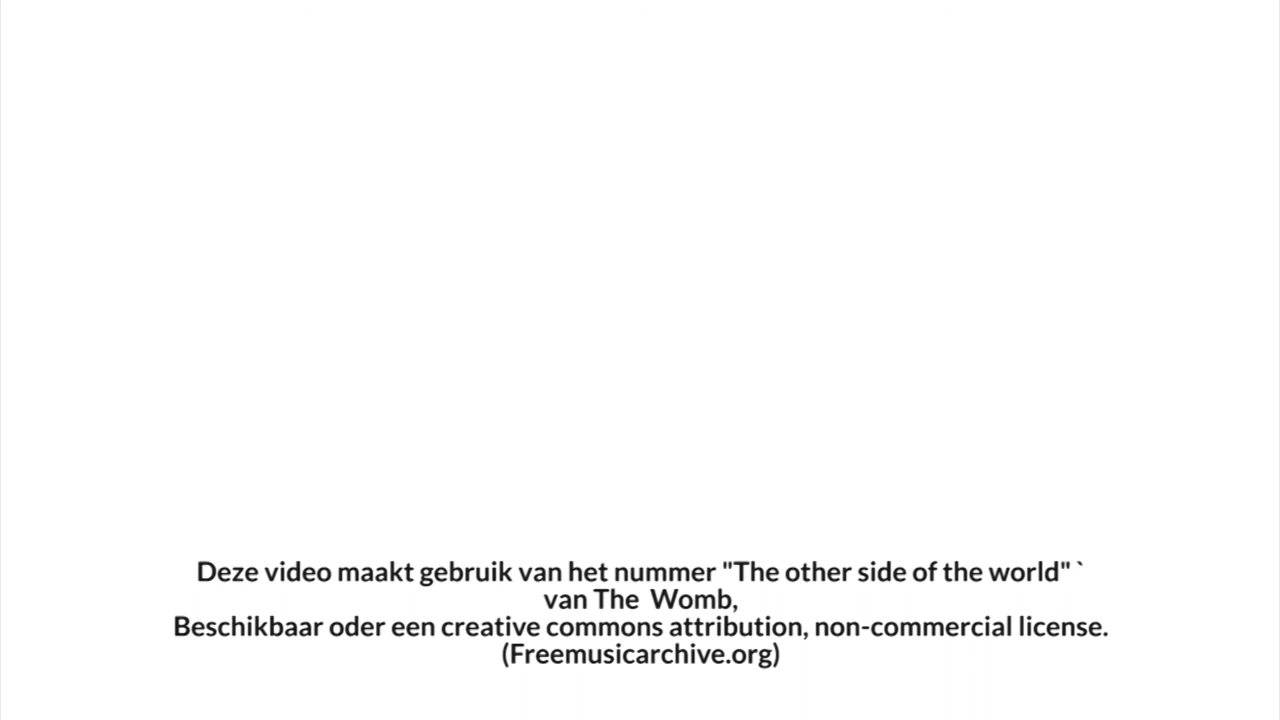 Deze video maakt gebruik van het nummer "The other side of the world" `
van The  Womb,
Beschikbaar oder een creative commons attribution, non-commercial license.
(Freemusicarchive.org)